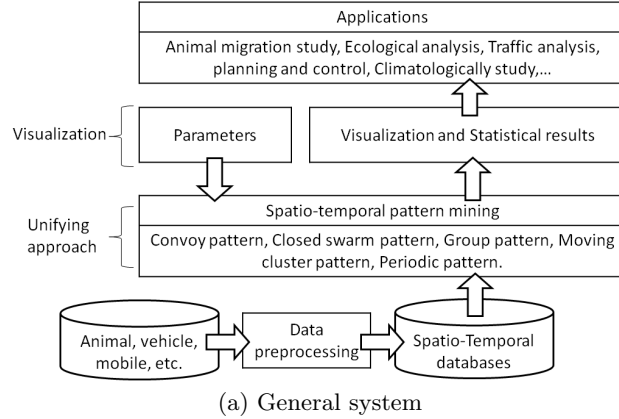 Applications
Animal migration study, Ecological analysis, Traffic analysis,
planning and control, Climatologically study,...
Visualization
Parameters
Visualization and Statistical results
Unifying
approach
Spatio-temporal pattern mining
Convoy pattern, Closed swarm pattern, Group pattern, Moving
cluster pattern, Periodic pattern.
Animal, vehicle,
mobile, etc.
Data
preprocessing
Spatio-Temporal
databases
(a) General system